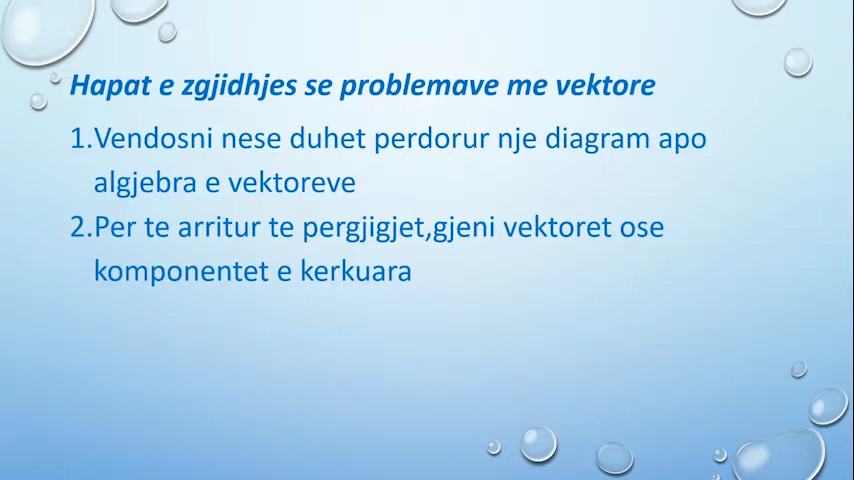 Hapat e zgjidhjes se problemave me vektore
1.Vendosni nese duhet perdorur nje diagram apo
algjebra e vektoreve
2.Per te arritur te pergjigjet,gjeni vektoret ose
komponentet e kerkuara